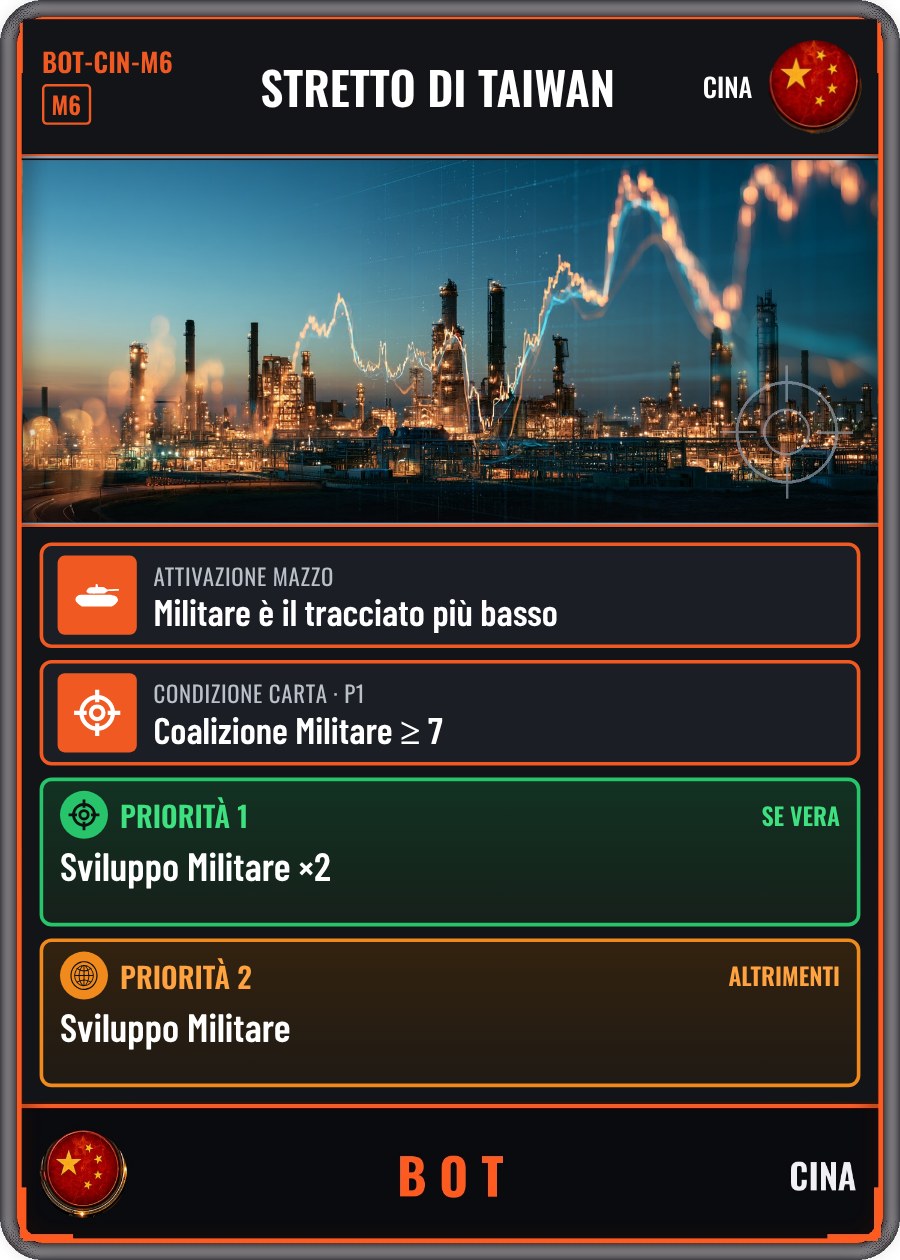 BOT-CIN-M6
M6
STRETTO DI TAIWAN
CINA
ATTIVAZIONE MAZZO
Militare è il tracciato più basso
CONDIZIONE CARTA · P1
Coalizione Militare ≥ 7
PRIORITÀ 1
SE VERA
Sviluppo Militare ×2
PRIORITÀ 2
ALTRIMENTI
Sviluppo Militare
BOT
CINA